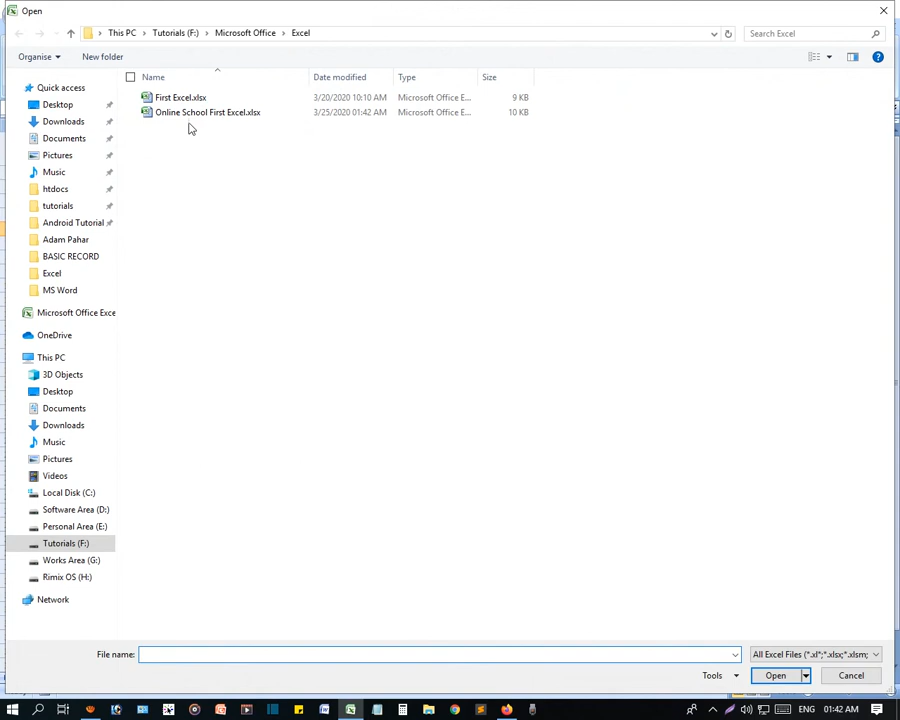 Open
This PC Tutorials (F:) Microsoft Office Excel
Search Excel
Organise New folder
Name Date modified Type Size
First Excel.xlsx 3/20/2020 10:10 AM Microsoft Office E... 9 KB
Online School First Excel.xlsx 3/25/2020 01:42 AM Microsoft Office E... 10 KB
Quick access
Desktop
Downloads
Documents
Pictures
Music
htdocs
tutorials
Android Tutorial
Adam Pahar
BASIC RECORD
Excel
MS Word
Microsoft Office Exce
OneDrive
This PC
3D Objects
Desktop
Documents
Downloads
Music
Pictures
Videos
Local Disk (C:)
Software Area (D:)
Personal Area (E:)
Tutorials (F:)
Works Area (G:)
Rimix OS (H:)
Network
File name:
All Excel Files (*.xl*;*.xlsx;*.xlsm;
Tools Open Cancel
ENG 01:42 AM